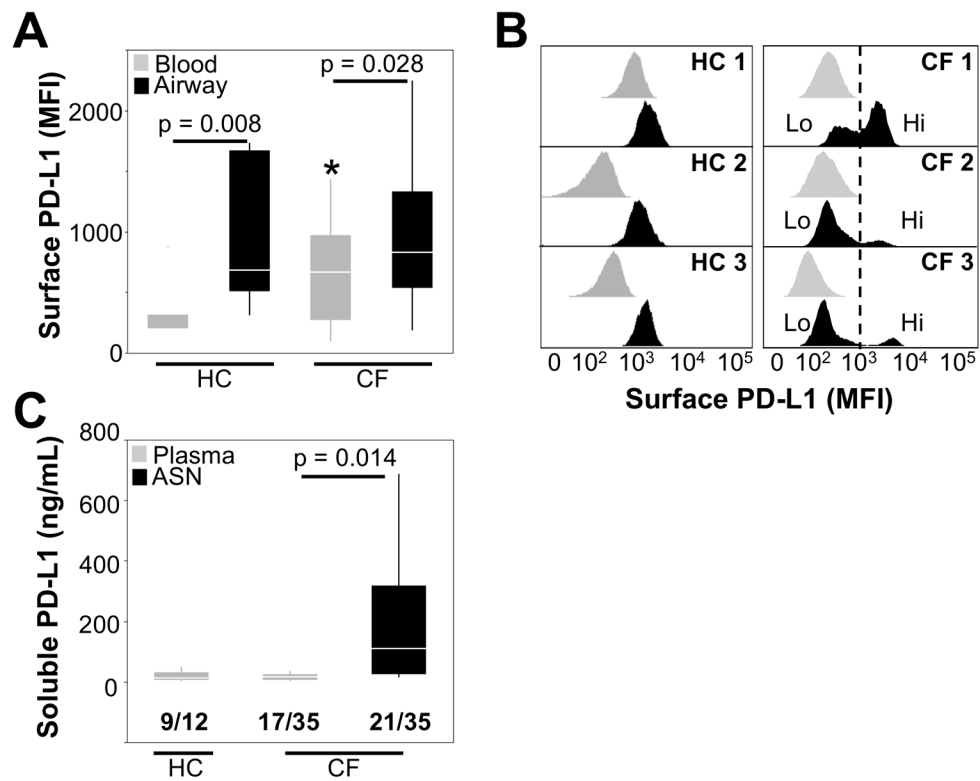 A
Blood
Airway
p = 0.028
p = 0.008
*
Surface PD-L1 (MFI)
2000
1000
0
HC
CF
B
HC 1
HC 2
HC 3
CF 1
Lo
Hi
CF 2
Lo
Hi
CF 3
Lo
Hi
0 10² 10³ 10⁴ 10⁵
0 10² 10³ 10⁴ 10⁵
Surface PD-L1 (MFI)
C
Plasma
ASN
p = 0.014
Soluble PD-L1 (ng/mL)
800
600
400
200
0
9/12 17/35 21/35
HC
CF